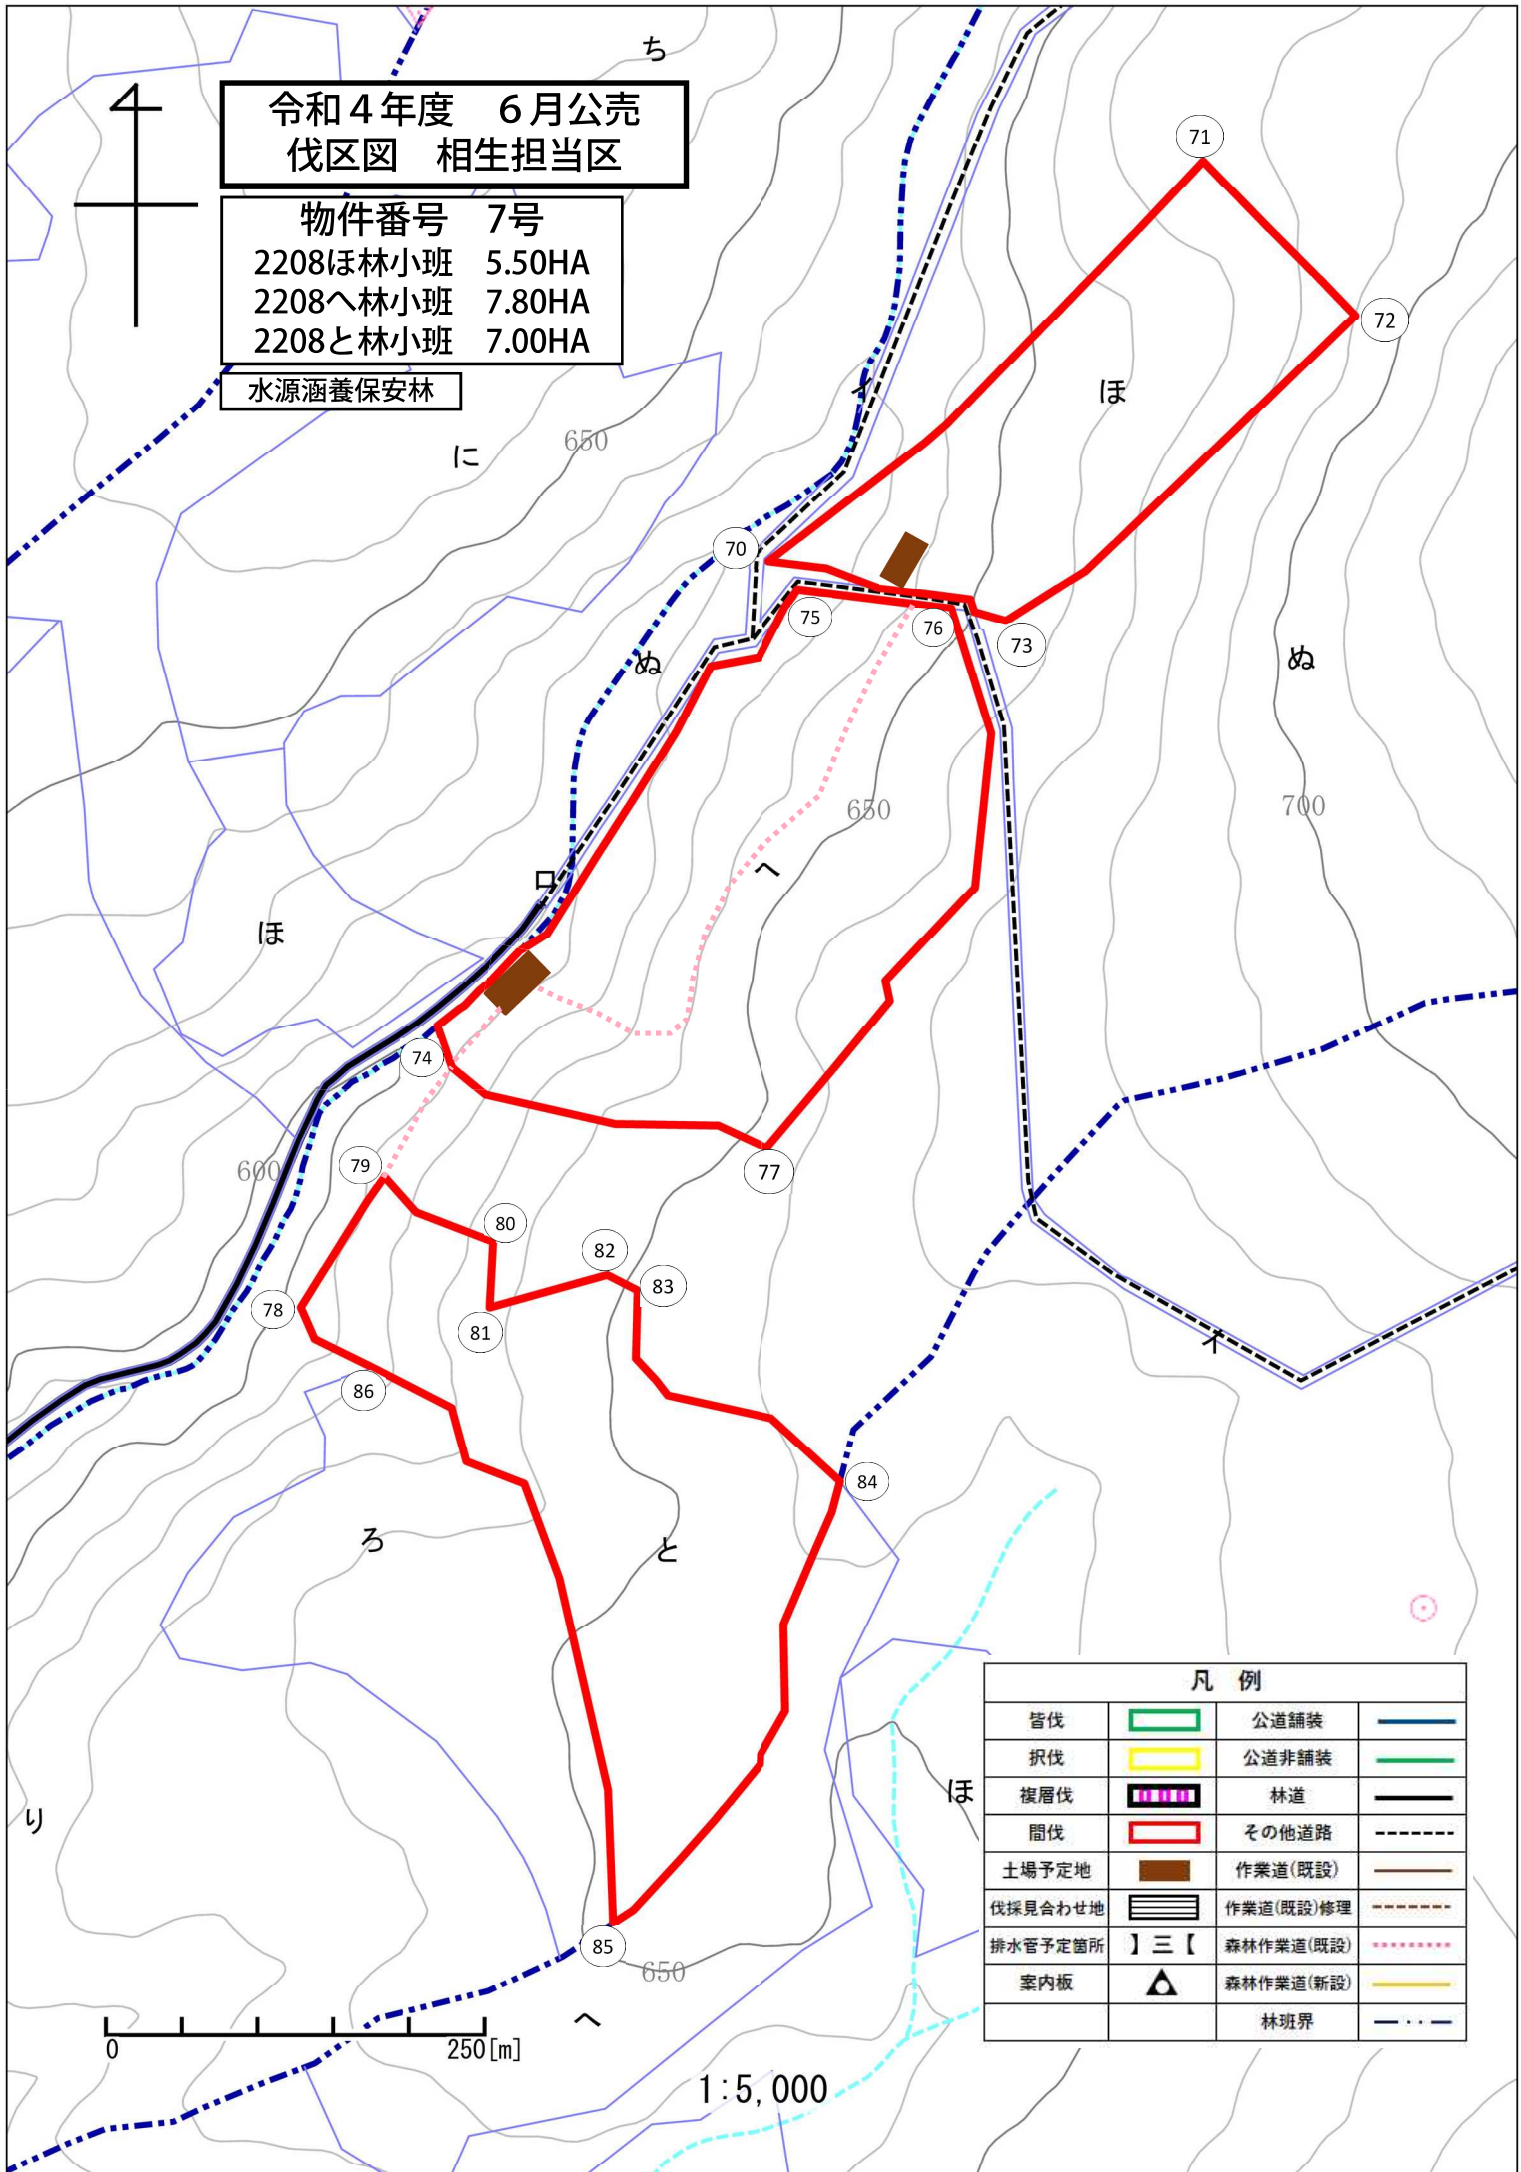 ち
令和４年度　６月公売
伐区図　相生担当区
物件番号　7号
2208ほ林小班　5.50HA
2208へ林小班　7.80HA
2208と林小班　7.00HA
水源涵養保安林
71
72
イ
ほ
に
650
70
75
76
73
ぬ
ぬ
650
700
へ
ロ
ほ
74
79
600
77
80
82
83
78
81
イ
86
84
ろ
と
ほ
り
85
650
へ
凡　例
皆伐　公道舗装
択伐　公道非舗装
複層伐　林道
間伐　その他道路
土場予定地　作業道(既設)
伐採見合わせ地　作業道(既設)修理
排水管予定箇所　】三【　森林作業道(既設)
案内板　森林作業道(新設)
林班界
0　250[m]
1:5,000